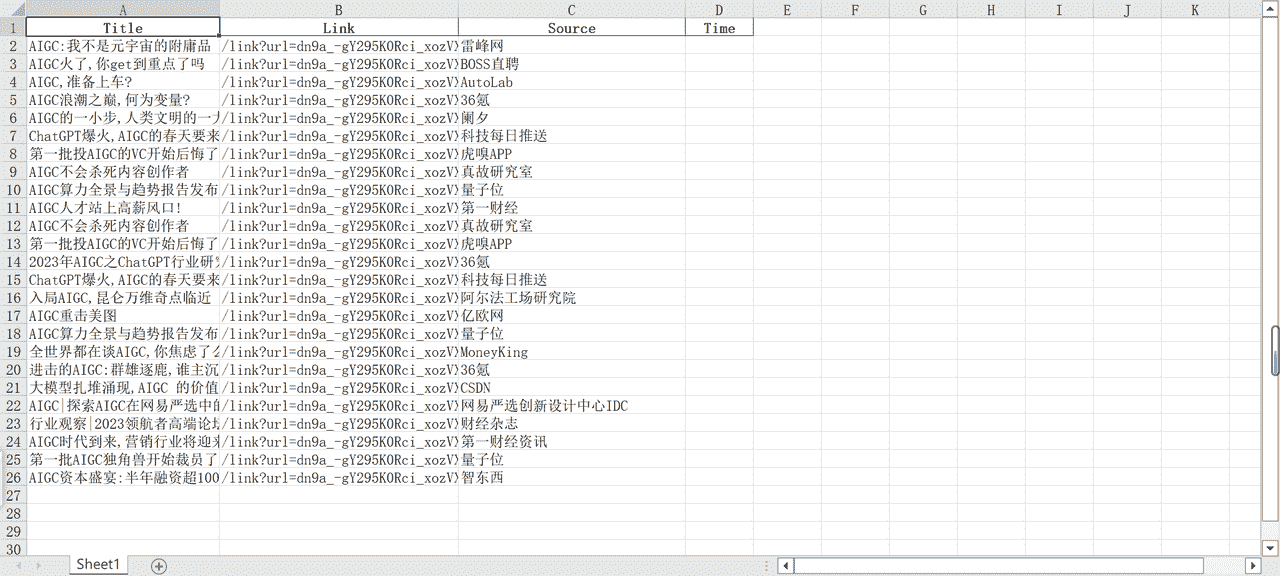 A B C D E F G H I J K
1 Title Link Source Time
2 AIGC:我不是元宇宙的附庸品 /link?url=dn9a_-gY295K0Rci_xozV 雷峰网
3 AIGC火了,你get到重点了吗 /link?url=dn9a_-gY295K0Rci_xozV BOSS直聘
4 AIGC,准备上车? /link?url=dn9a_-gY295K0Rci_xozV AutoLab
5 AIGC浪潮之巅,何为变量? /link?url=dn9a_-gY295K0Rci_xozV 36氪
6 AIGC的一小步,人类文明的一 /link?url=dn9a_-gY295K0Rci_xozV 阑夕
7 ChatGPT爆火,AIGC的春天要来 /link?url=dn9a_-gY295K0Rci_xozV 科技每日推送
8 第一批投AIGC的VC开始后悔了 /link?url=dn9a_-gY295K0Rci_xozV 虎嗅APP
9 AIGC不会杀死内容创作者 /link?url=dn9a_-gY295K0Rci_xozV 真故研究室
10 AIGC算力全景与趋势报告发布 /link?url=dn9a_-gY295K0Rci_xozV 量子位
11 AIGC人才站上高薪风口! /link?url=dn9a_-gY295K0Rci_xozV 第一财经
12 AIGC不会杀死内容创作者 /link?url=dn9a_-gY295K0Rci_xozV 真故研究室
13 第一批投AIGC的VC开始后悔了 /link?url=dn9a_-gY295K0Rci_xozV 虎嗅APP
14 2023年AIGC之ChatGPT行业研 /link?url=dn9a_-gY295K0Rci_xozV 36氪
15 ChatGPT爆火,AIGC的春天要来 /link?url=dn9a_-gY295K0Rci_xozV 科技每日推送
16 入局AIGC,昆仑万维奇点临近 /link?url=dn9a_-gY295K0Rci_xozV 阿尔法工场研究院
17 AIGC重击美图 /link?url=dn9a_-gY295K0Rci_xozV 亿欧网
18 AIGC算力全景与趋势报告发布 /link?url=dn9a_-gY295K0Rci_xozV 量子位
19 全世界都在谈AIGC,你焦虑了 /link?url=dn9a_-gY295K0Rci_xozV MoneyKing
20 进击的AIGC:群雄逐鹿,谁主沉 /link?url=dn9a_-gY295K0Rci_xozV 36氪
21 大模型扎堆涌现,AIGC 的价值 /link?url=dn9a_-gY295K0Rci_xozV CSDN
22 AIGC|探索AIGC在网易严选中 /link?url=dn9a_-gY295K0Rci_xozV 网易严选创新设计中心IDC
23 行业观察|2023领航者高端论坛 /link?url=dn9a_-gY295K0Rci_xozV 财经杂志
24 AIGC时代到来,营销行业将迎 /link?url=dn9a_-gY295K0Rci_xozV 第一财经资讯
25 第一批AIGC独角兽开始裁员了 /link?url=dn9a_-gY295K0Rci_xozV 量子位
26 AIGC资本盛宴:半年融资超100 /link?url=dn9a_-gY295K0Rci_xozV 智东西
27
28
29
30
Sheet1